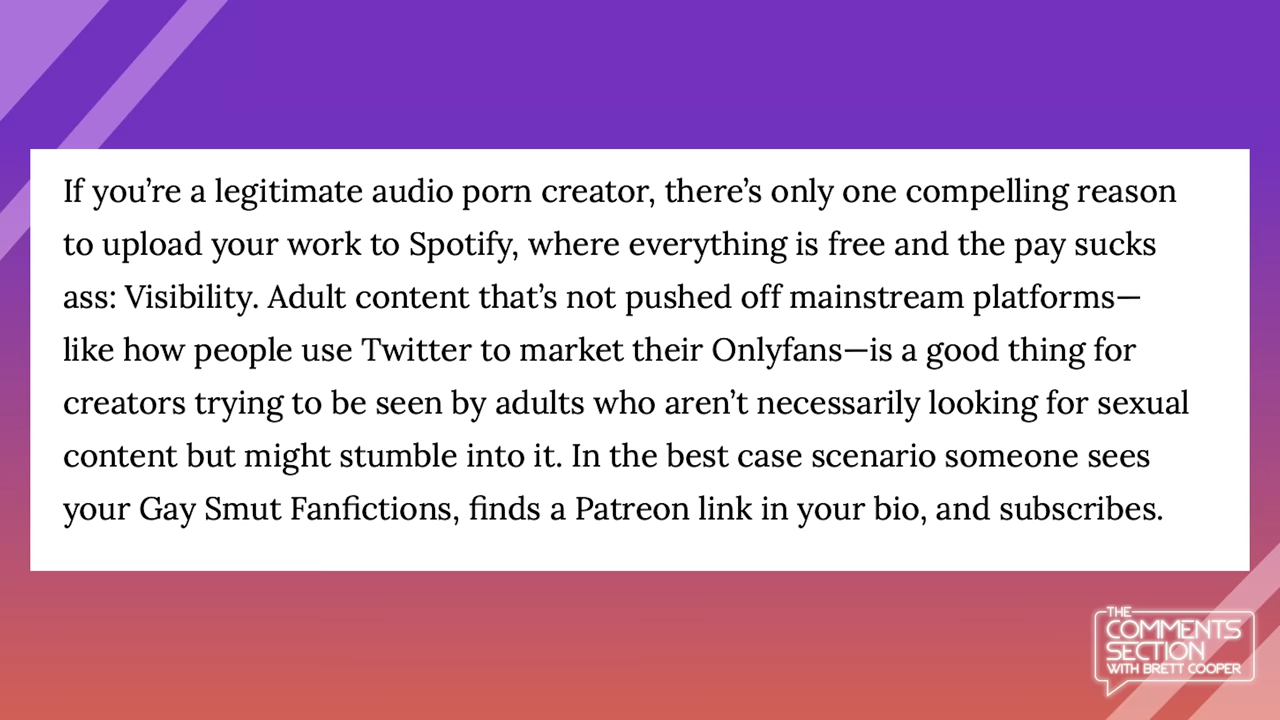 If you’re a legitimate audio porn creator, there’s only one compelling reason
to upload your work to Spotify, where everything is free and the pay sucks
ass: Visibility. Adult content that’s not pushed off mainstream platforms—
like how people use Twitter to market their Onlyfans—is a good thing for
creators trying to be seen by adults who aren’t necessarily looking for sexual
content but might stumble into it. In the best case scenario someone sees
your Gay Smut Fanfictions, finds a Patreon link in your bio, and subscribes.
THE
COMMENTS
SECTION
WITH BRETT COOPER